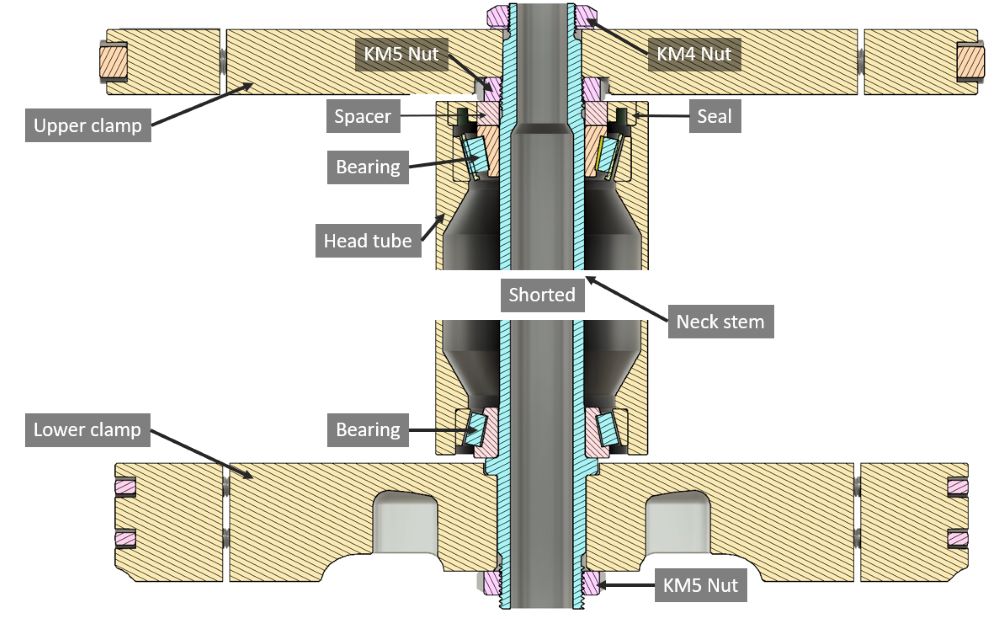 KM5 Nut
KM4 Nut
Upper clamp
Spacer
Seal
Bearing
Head tube
Shorted
Neck stem
Lower clamp
Bearing
KM5 Nut